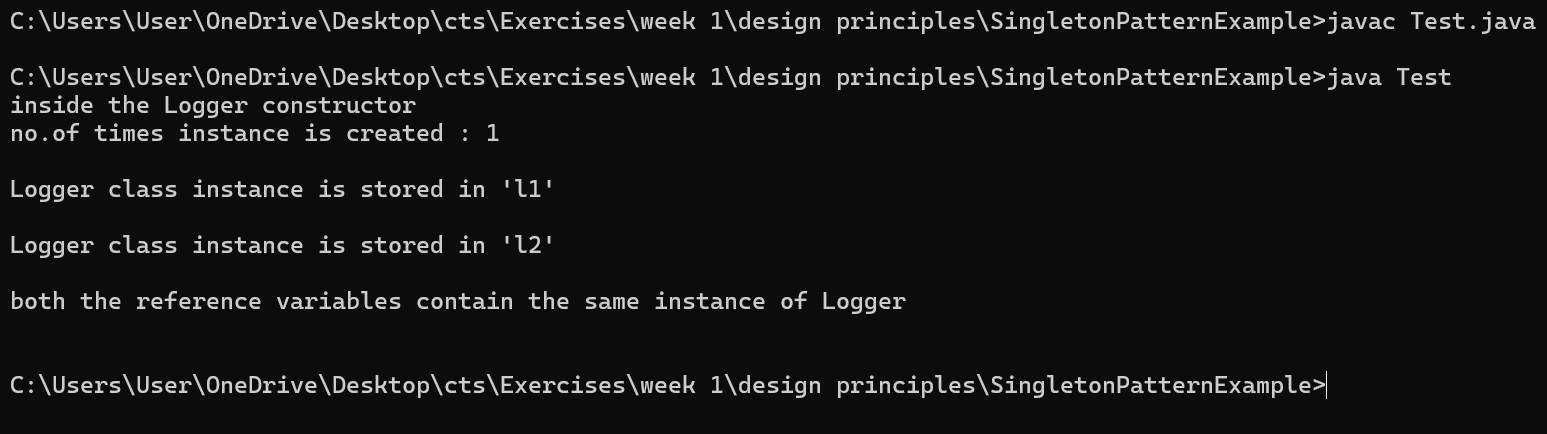 C:\Users\User\OneDrive\Desktop\cts\Exercises\week 1\design principles\SingletonPatternExample>javac Test.java
C:\Users\User\OneDrive\Desktop\cts\Exercises\week 1\design principles\SingletonPatternExample>java Test
inside the Logger constructor
no.of times instance is created : 1
Logger class instance is stored in 'l1'
Logger class instance is stored in 'l2'
both the reference variables contain the same instance of Logger
C:\Users\User\OneDrive\Desktop\cts\Exercises\week 1\design principles\SingletonPatternExample>